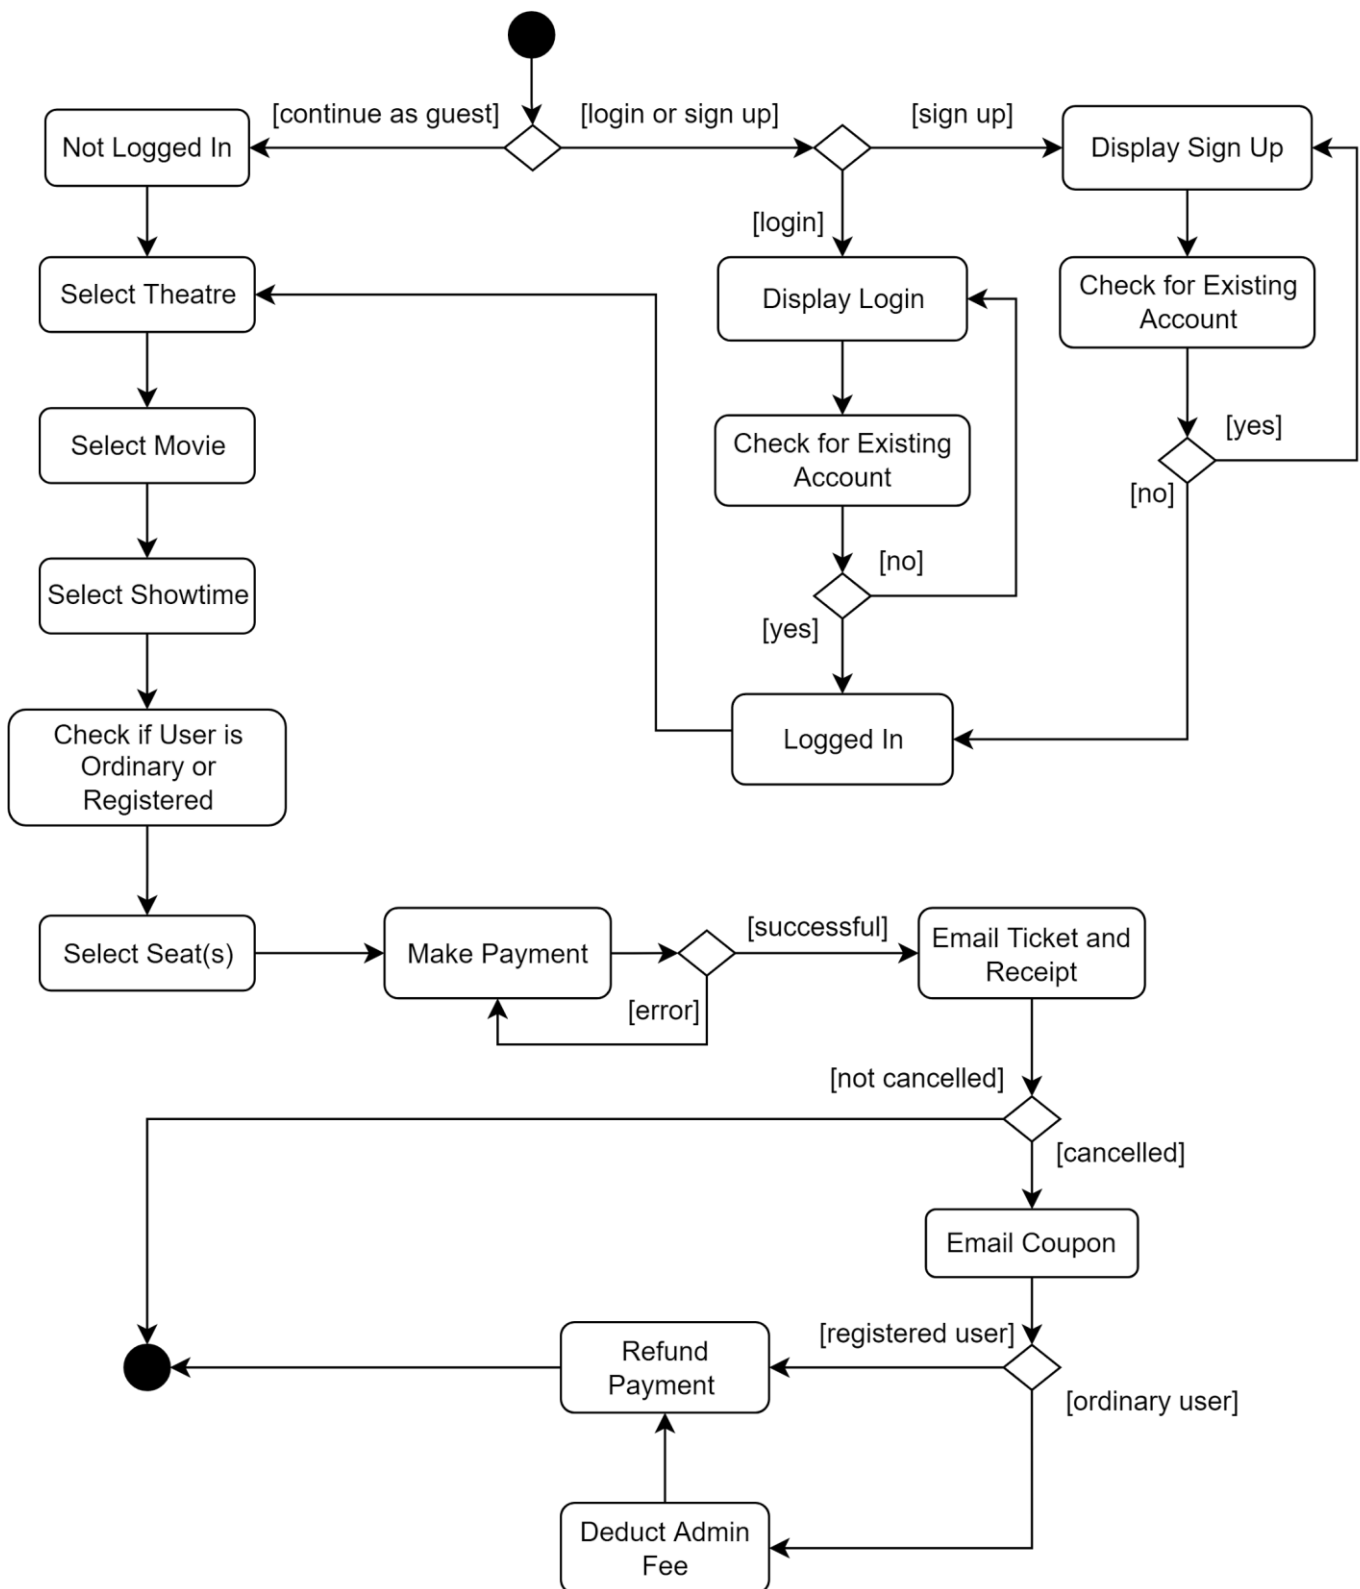 [continue as guest]
[login or sign up]
[sign up]
Not Logged In
Display Sign Up
[login]
Select Theatre
Display Login
Check for Existing
Account
Select Movie
Check for Existing
Account
[yes]
[no]
[no]
Select Showtime
[yes]
Check if User is
Ordinary or
Registered
Logged In
Select Seat(s)
Make Payment
[successful]
Email Ticket and
Receipt
[error]
[not cancelled]
[cancelled]
Email Coupon
[registered user]
Refund
Payment
[ordinary user]
Deduct Admin
Fee